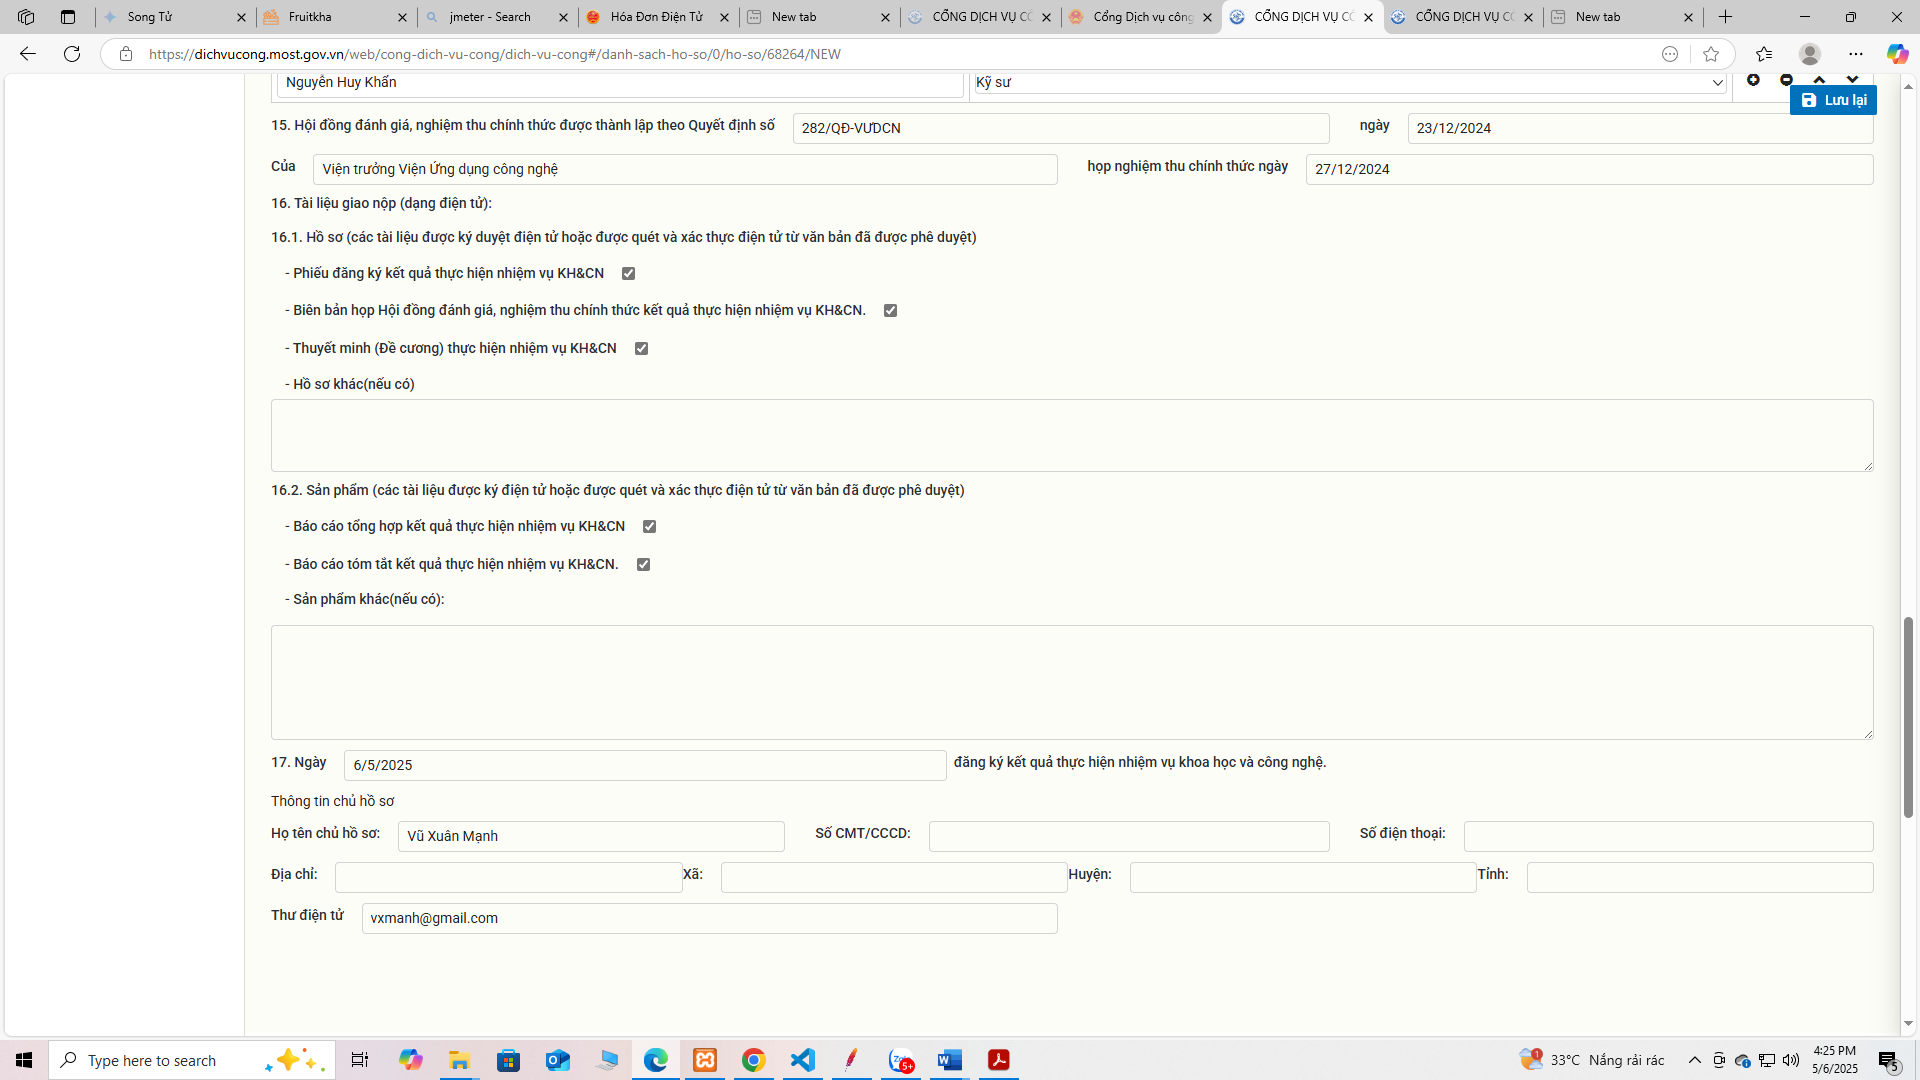 Song Tử
Fruitkha
jmeter - Search
Hóa Đơn Điện Tử
New tab
CỔNG DỊCH VỤ CÔ
Cổng Dịch vụ công
CỔNG DỊCH VỤ CÔ
CỔNG DỊCH VỤ CÔ
New tab
https://dichvucong.most.gov.vn/web/cong-dich-vu-cong/dich-vu-cong#/danh-sach-ho-so/0/ho-so/68264/NEW
Nguyễn Huy Khẩn Kỹ sư
Lưu lại
15. Hội đồng đánh giá, nghiệm thu chính thức được thành lập theo Quyết định số 282/QĐ-VƯDCN ngày 23/12/2024
Của Viện trưởng Viện Ứng dụng công nghệ họp nghiệm thu chính thức ngày 27/12/2024
16. Tài liệu giao nộp (dạng điện tử):
16.1. Hồ sơ (các tài liệu được ký duyệt điện tử hoặc được quét và xác thực điện tử từ văn bản đã được phê duyệt)
- Phiếu đăng ký kết quả thực hiện nhiệm vụ KH&CN
- Biên bản họp Hội đồng đánh giá, nghiệm thu chính thức kết quả thực hiện nhiệm vụ KH&CN.
- Thuyết minh (Đề cương) thực hiện nhiệm vụ KH&CN
- Hồ sơ khác(nếu có)
16.2. Sản phẩm (các tài liệu được ký điện tử hoặc được quét và xác thực điện tử từ văn bản đã được phê duyệt)
- Báo cáo tổng hợp kết quả thực hiện nhiệm vụ KH&CN
- Báo cáo tóm tắt kết quả thực hiện nhiệm vụ KH&CN.
- Sản phẩm khác(nếu có):
17. Ngày 6/5/2025 đăng ký kết quả thực hiện nhiệm vụ khoa học và công nghệ.
Thông tin chủ hồ sơ
Họ tên chủ hồ sơ: Vũ Xuân Mạnh Số CMT/CCCD: Số điện thoại:
Địa chỉ: Xã: Huyện: Tỉnh:
Thư điện tử vxmanh@gmail.com
Type here to search
5+
1
33°C Nắng rải rác
4:25 PM
5/6/2025
5